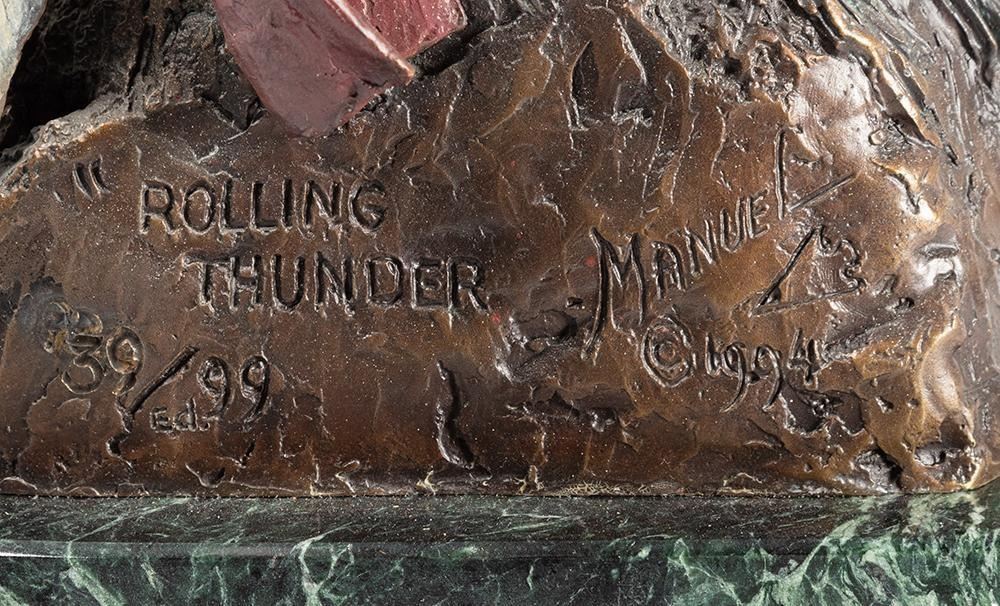 " ROLLING
THUNDER
39/99
Ed.
MANUEL
© 1994